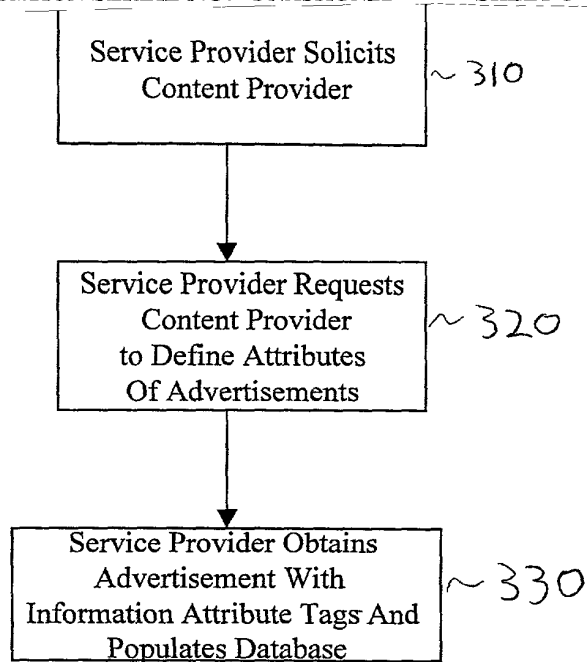 Service Provider Solicits
Content Provider
~310
Service Provider Requests
Content Provider
to Define Attributes
Of Advertisements
~320
Service Provider Obtains
Advertisement With
Information Attribute Tags And
Populates Database
~330